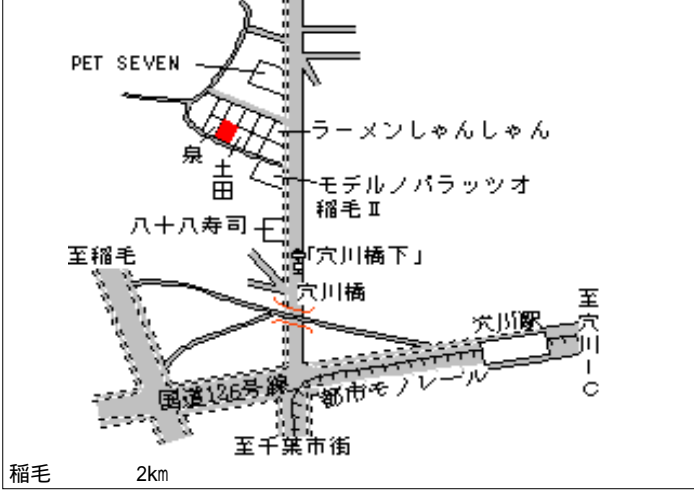 PET SEVEN
ラーメンしゃんしゃん
泉
土田
モデルノパラッツオ
稲毛Ⅱ
八十八寿司
至稲毛
「穴川橋下」
穴川橋
穴川駅
至穴川IC
国道126号線
都市モノレール
至千葉市街
稲毛 2km